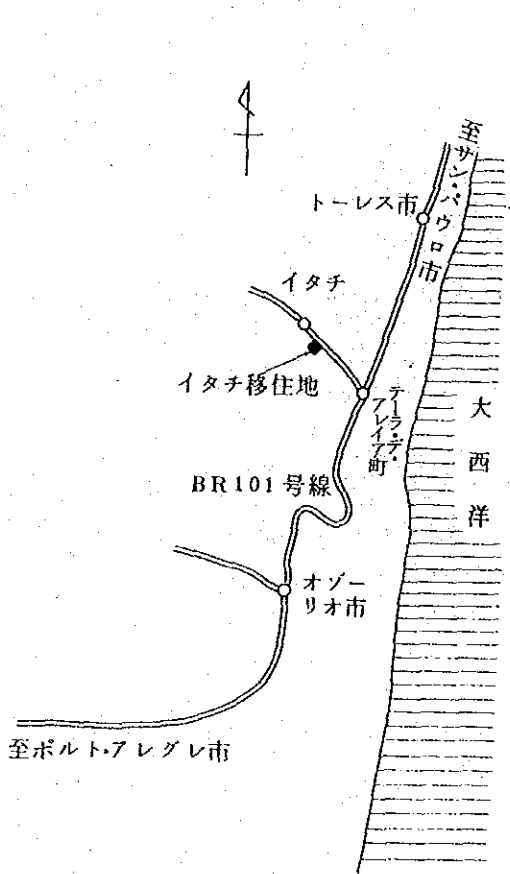 至サン・パウロ市
トーレス市
イタチ
イタチ移住地
テーラ・デ・
アレイア町
大西洋
BR101号線
オゾー
リオ市
至ポルト・アレグレ市